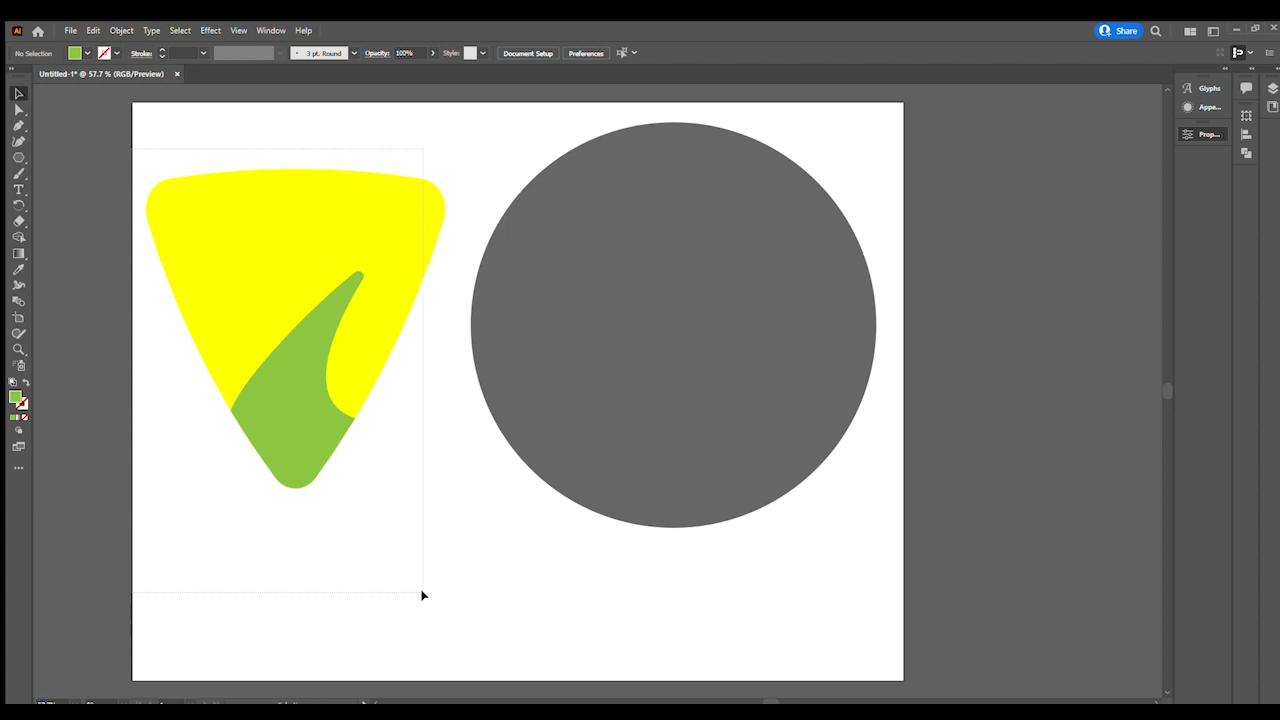 Ai
File Edit Object Type Select Effect View Window Help
Share
No Selection
Stroke:
3 pt. Round
Opacity: 100%
Style:
Document Setup
Preferences
Untitled-1* @ 57.7 % (RGB/Preview)
Glyphs
Appe...
Prop...